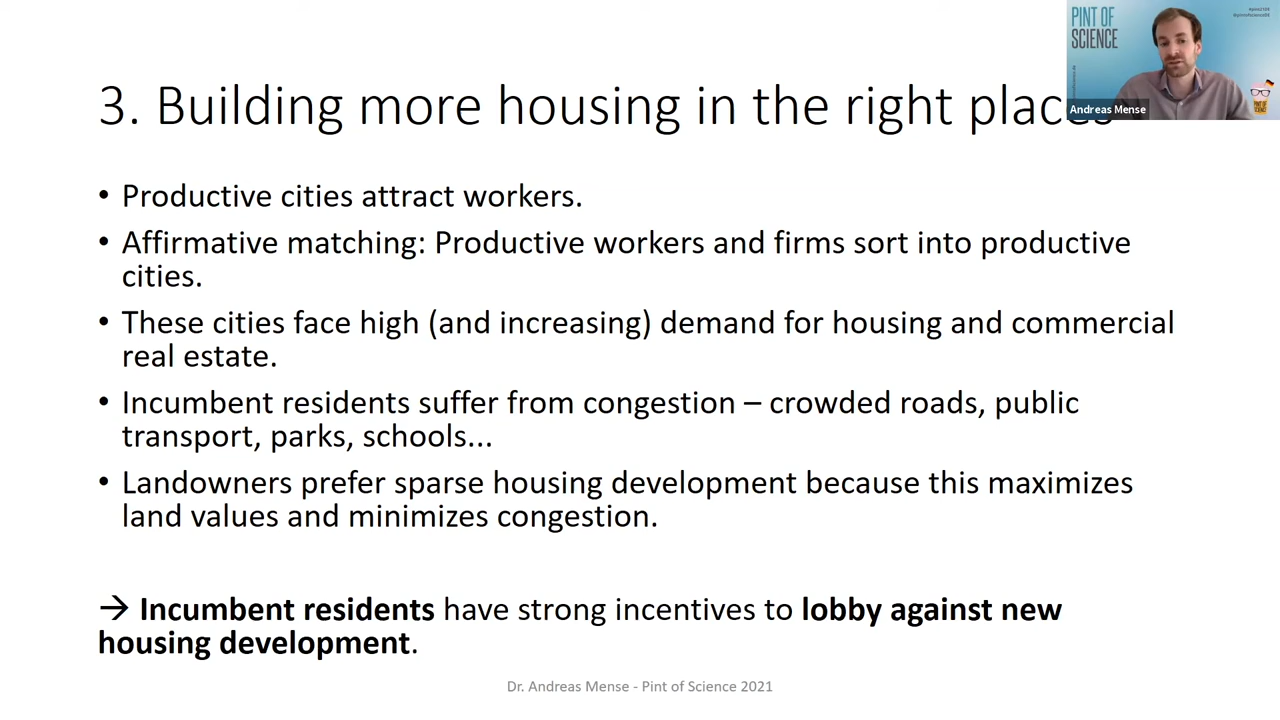 PINT OF
SCIENCE
Andreas Mense
3. Building more housing in the right places
• Productive cities attract workers.
• Affirmative matching: Productive workers and firms sort into productive
cities.
• These cities face high (and increasing) demand for housing and commercial
real estate.
• Incumbent residents suffer from congestion – crowded roads, public
transport, parks, schools...
• Landowners prefer sparse housing development because this maximizes
land values and minimizes congestion.
→ Incumbent residents have strong incentives to lobby against new
housing development.
Dr. Andreas Mense - Pint of Science 2021